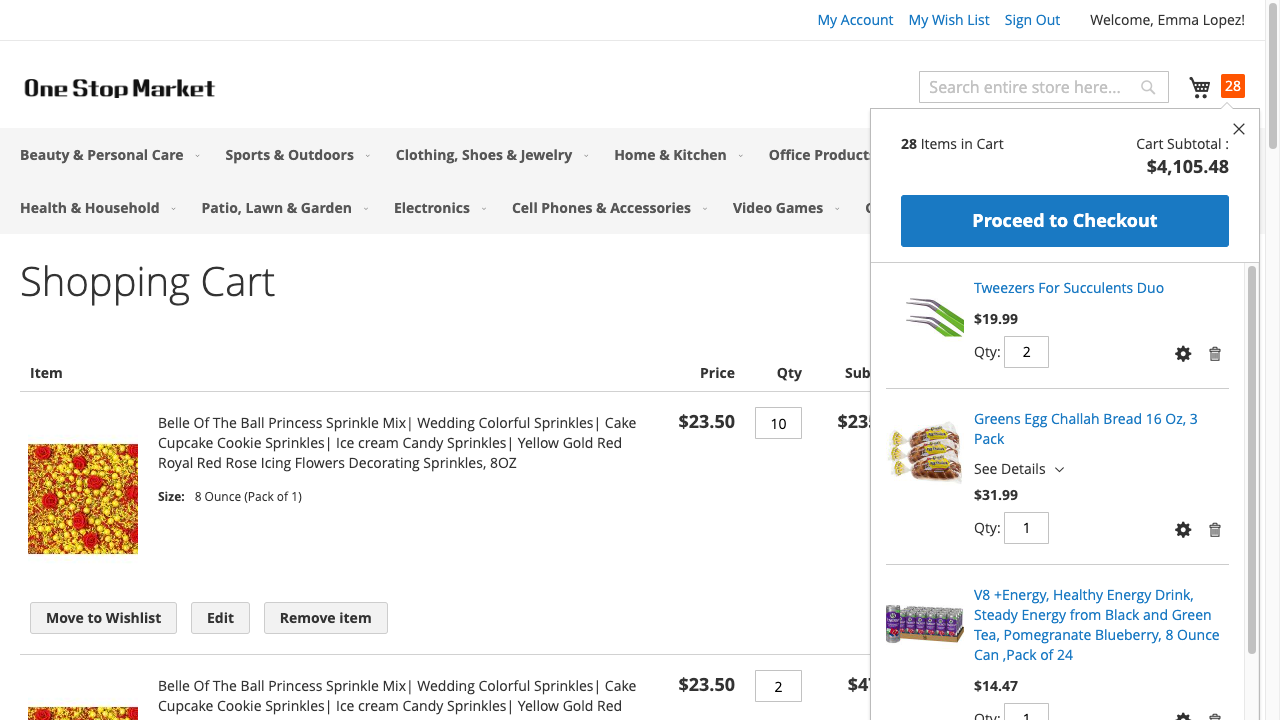 My Account My Wish List Sign Out Welcome, Emma Lopez!
One Stop Market
Search entire store here...
28
Beauty & Personal Care
Sports & Outdoors
Clothing, Shoes & Jewelry
Home & Kitchen
Office Product
Health & Household
Patio, Lawn & Garden
Electronics
Cell Phones & Accessories
Video Games
Shopping Cart
Item Price Qty Sub
Belle Of The Ball Princess Sprinkle Mix| Wedding Colorful Sprinkles| Cake
Cupcake Cookie Sprinkles| Ice cream Candy Sprinkles| Yellow Gold Red
Royal Red Rose Icing Flowers Decorating Sprinkles, 8OZ
$23.50 10 $23
Size: 8 Ounce (Pack of 1)
Move to Wishlist Edit Remove item
Belle Of The Ball Princess Sprinkle Mix| Wedding Colorful Sprinkles| Cake
Cupcake Cookie Sprinkles| Ice cream Candy Sprinkles| Yellow Gold Red
$23.50 2 $4
28 Items in Cart
Cart Subtotal :
$4,105.48
Proceed to Checkout
Tweezers For Succulents Duo
$19.99
Qty: 2
Greens Egg Challah Bread 16 Oz, 3
Pack
See Details
$31.99
Qty: 1
V8 +Energy, Healthy Energy Drink,
Steady Energy from Black and Green
Tea, Pomegranate Blueberry, 8 Ounce
Can ,Pack of 24
$14.47
Qty: 1